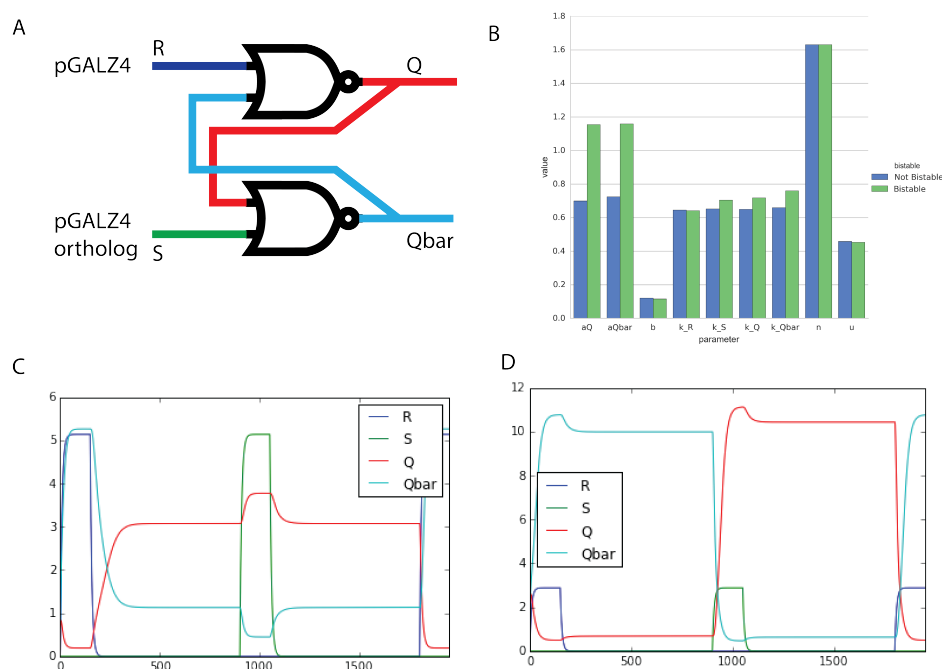 A
R
pGALZ4
Q
pGALZ4
ortholog
S
Qbar
B
1.8
1.6
1.4
1.2
1.0
0.8
0.6
0.4
0.2
0.0
value
aQ aQbar b k_R k_S k_Q k_Qbar n u
parameter
bistable
Not Bistable
Bistable
C
6
5
4
3
2
1
0
0 500 1000 1500
R
S
Q
Qbar
D
12
10
8
6
4
2
0
0 500 1000 1500
R
S
Q
Qbar